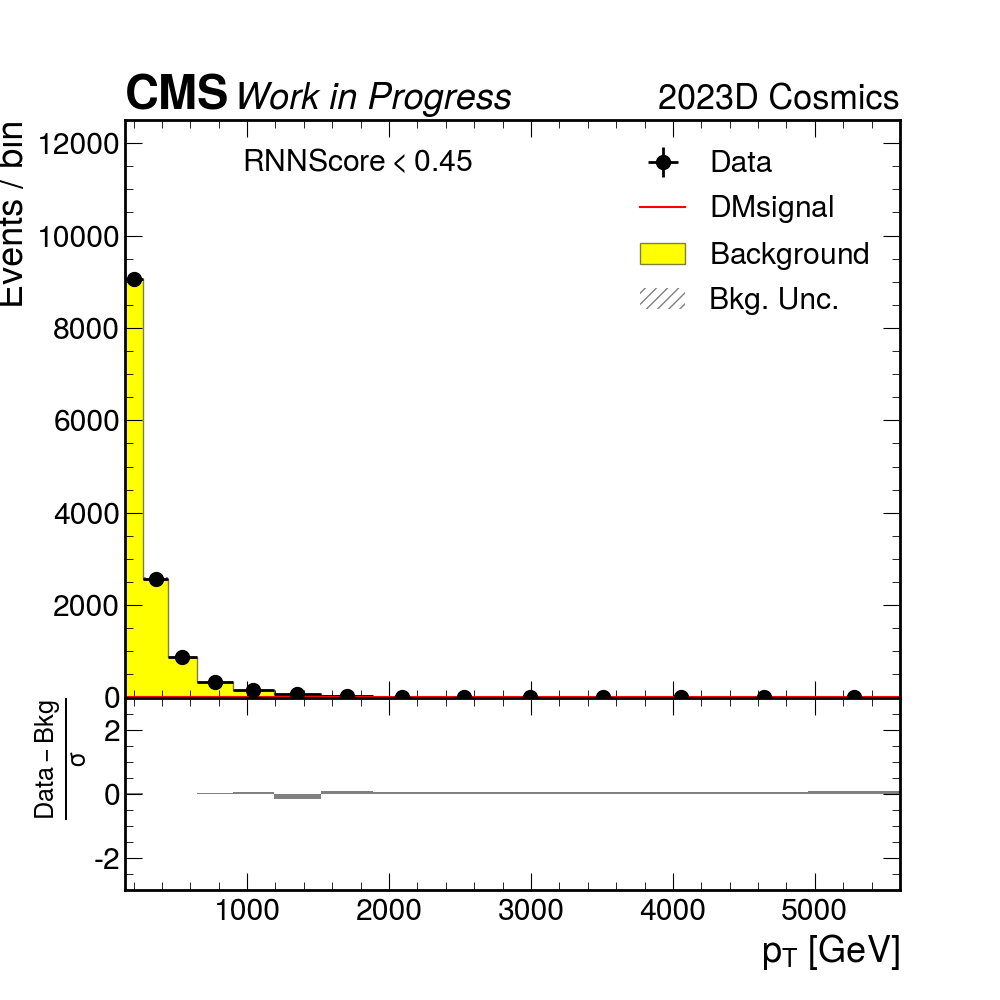 CMS Work in Progress 2023D Cosmics
Events / bin
12000
10000
8000
6000
4000
2000
0
RNNScore < 0.45
Data
DMsignal
Background
Bkg. Unc.
Data – Bkg
σ
2
0
-2
1000 2000 3000 4000 5000
pT [GeV]